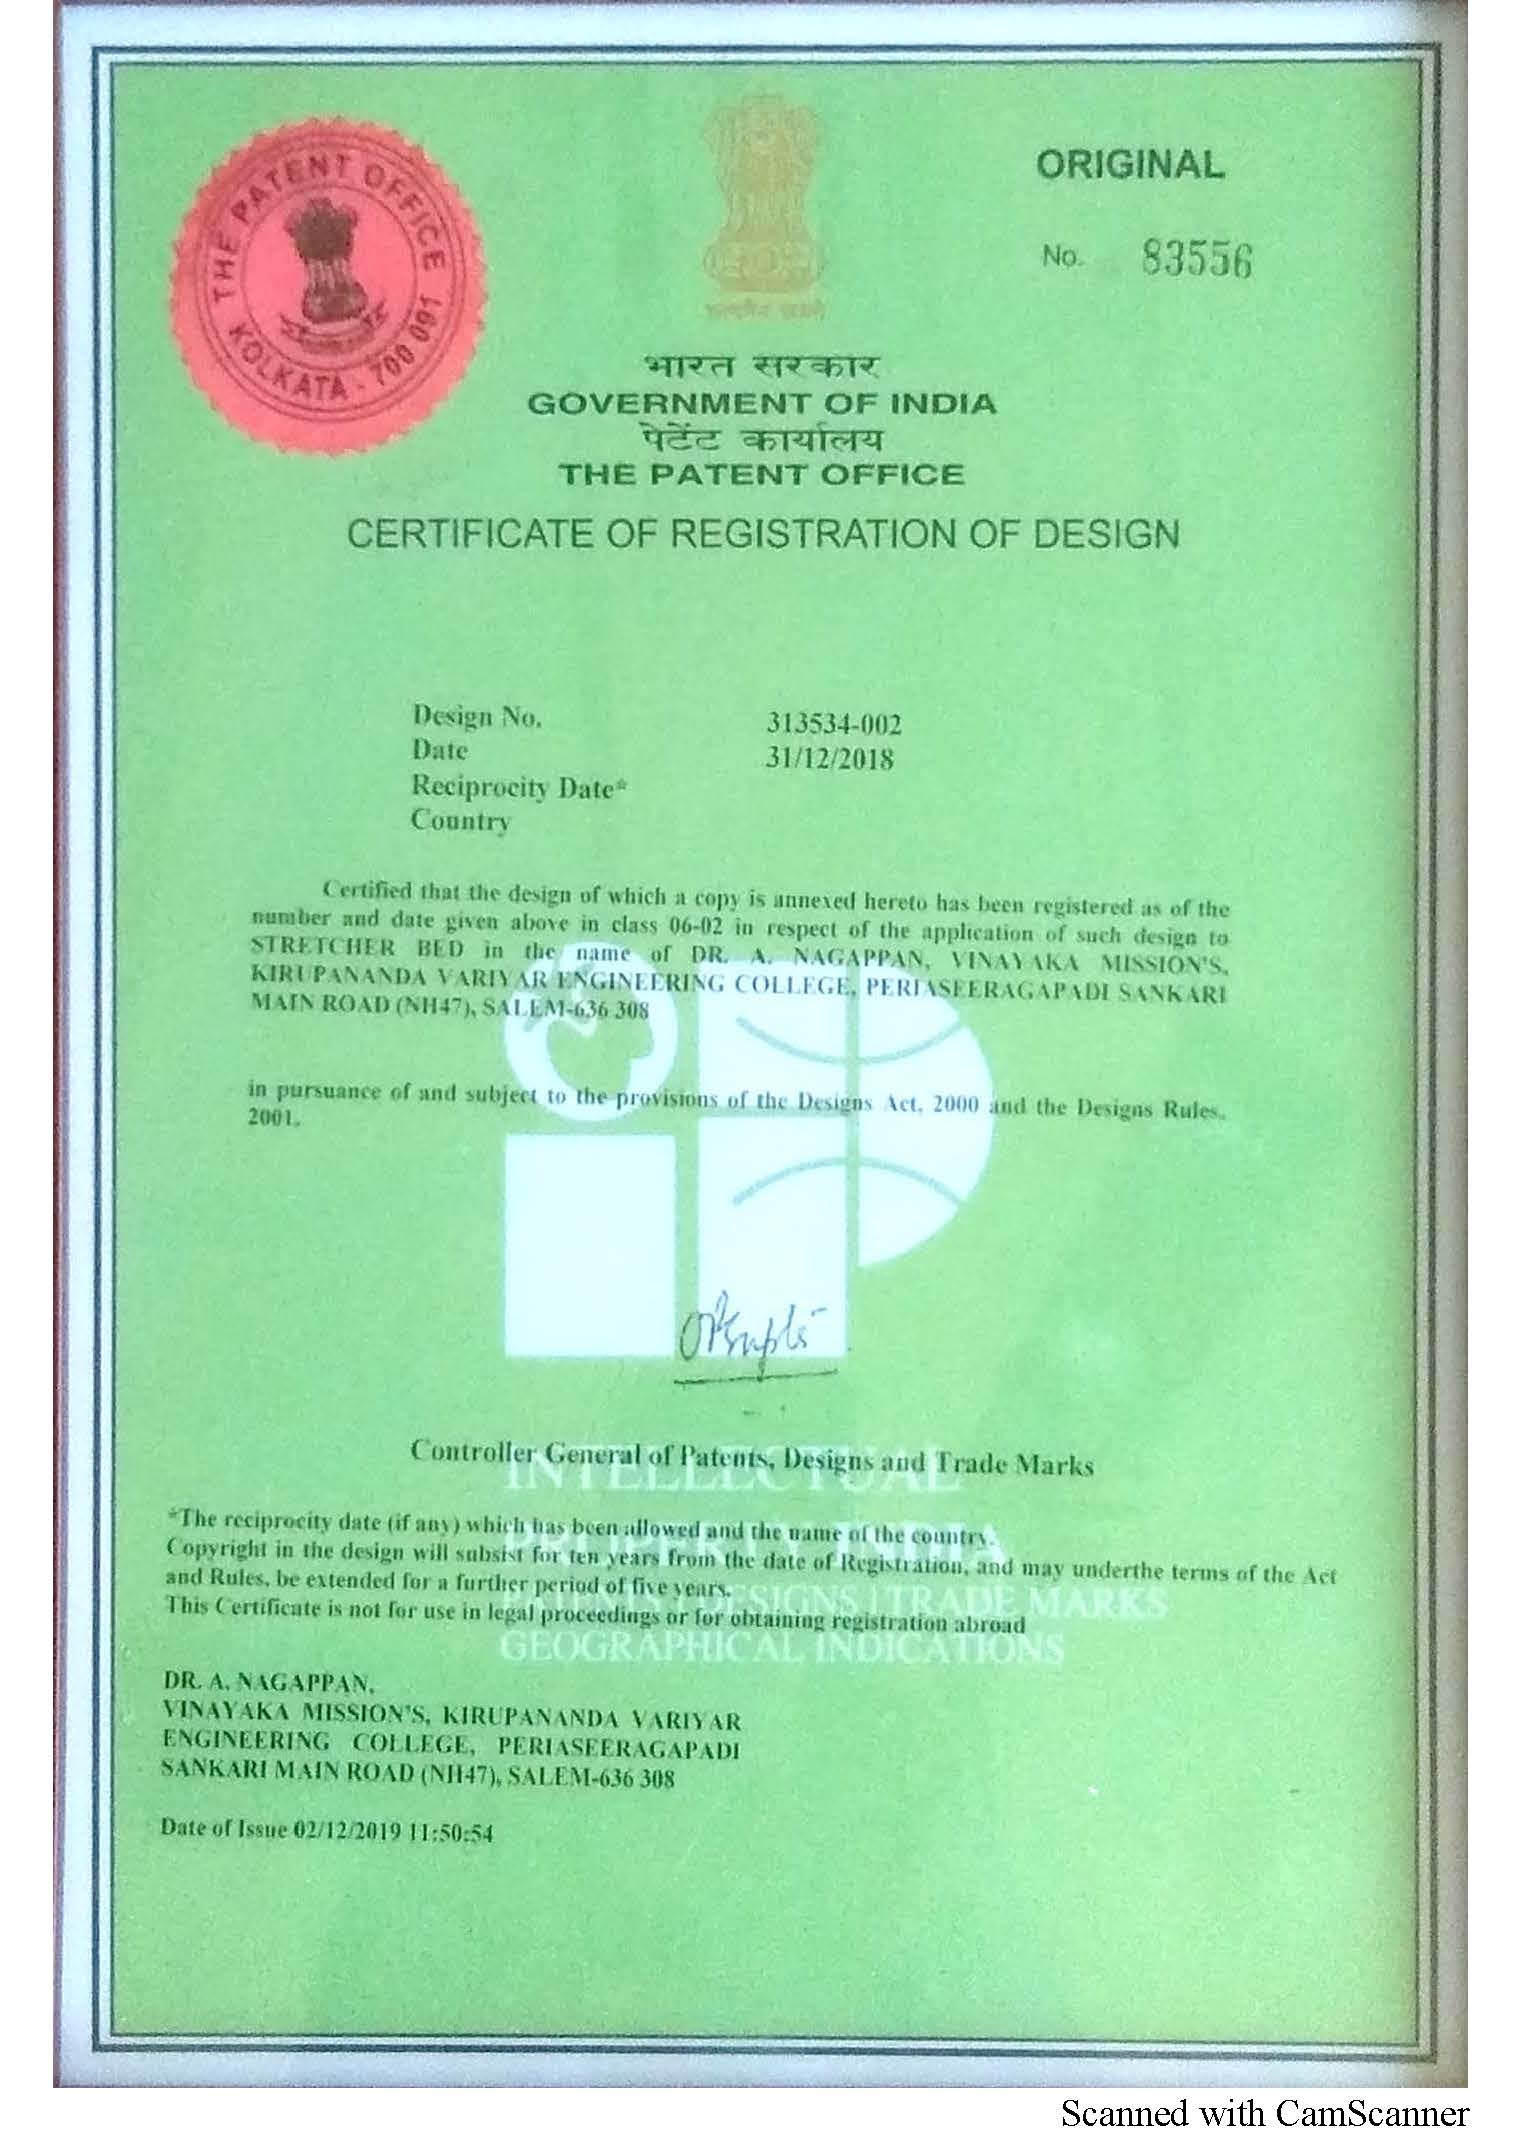 THE PATENT OFFICE
KOLKATA - 700 091
ORIGINAL
No. 83556
भारत सरकार
GOVERNMENT OF INDIA
पेटेंट कार्यालय
THE PATENT OFFICE
CERTIFICATE OF REGISTRATION OF DESIGN
Design No. 313534-002
Date 31/12/2018
Reciprocity Date*
Country
Certified that the design of which a copy is annexed hereto has been registered as of the
number and date given above in class 06-02 in respect of the application of such design to
STRETCHER BED in the name of DR. A. NAGAPPAN, VINAYAKA MISSION'S,
KIRUPANANDA VARIYAR ENGINEERING COLLEGE, PERIASEERAGAPADI SANKARI
MAIN ROAD (NH47), SALEM-636 308
in pursuance of and subject to the provisions of the Designs Act, 2000 and the Designs Rules,
2001.
Controller General of Patents, Designs and Trade Marks
INTELLECTUAL
PROPERTY INDIA
PATENTS | DESIGNS | TRADE MARKS
GEOGRAPHICAL INDICATIONS
*The reciprocity date (if any) which has been allowed and the name of the country.
Copyright in the design will subsist for ten years from the date of Registration, and may underthe terms of the Act
and Rules, be extended for a further period of five years.
This Certificate is not for use in legal proceedings or for obtaining registration abroad
DR. A. NAGAPPAN,
VINAYAKA MISSION'S, KIRUPANANDA VARIYAR
ENGINEERING COLLEGE, PERIASEERAGAPADI
SANKARI MAIN ROAD (NH47), SALEM-636 308
Date of Issue 02/12/2019 11:50:54
Scanned with CamScanner